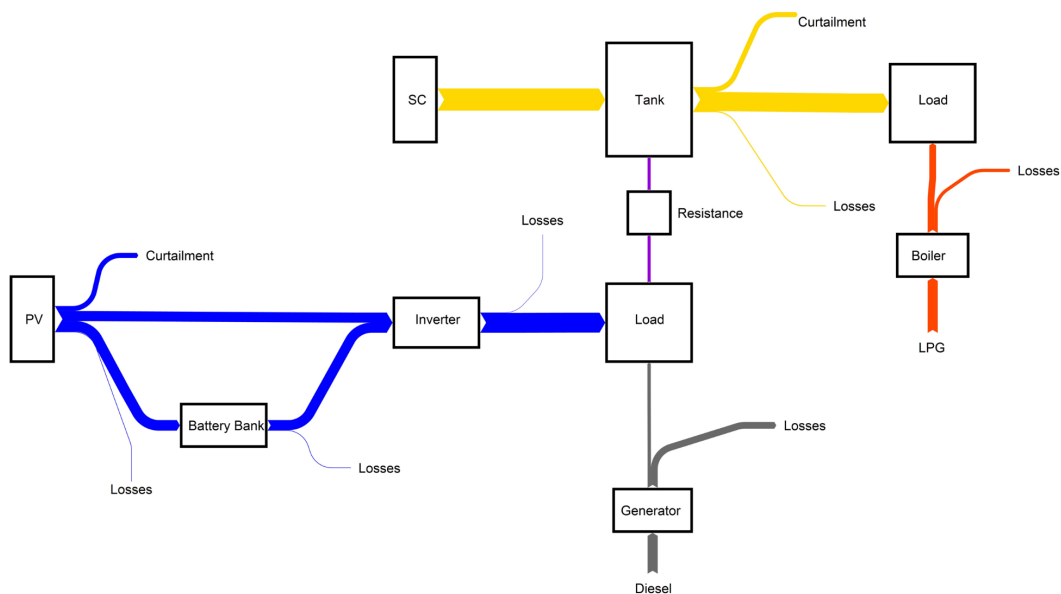 Curtailment
SC
Tank
Load
Losses
Losses
Resistance
Losses
Boiler
Curtailment
PV
Inverter
Load
LPG
Battery Bank
Losses
Losses
Losses
Generator
Diesel